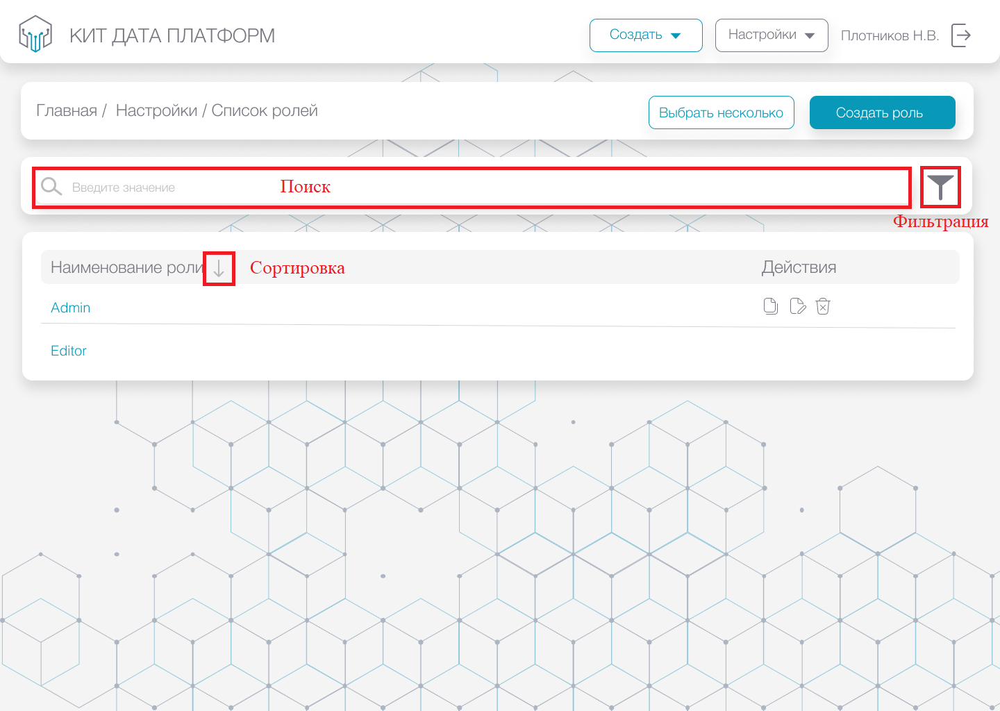 КИТ ДАТА ПЛАТФОРМ
Создать
Настройки
Плотников Н.В.
Главная / Настройки / Список ролей
Выбрать несколько
Создать роль
Введите значение
Поиск
Фильтрация
Наименование роли
Сортировка
Действия
Admin
Editor